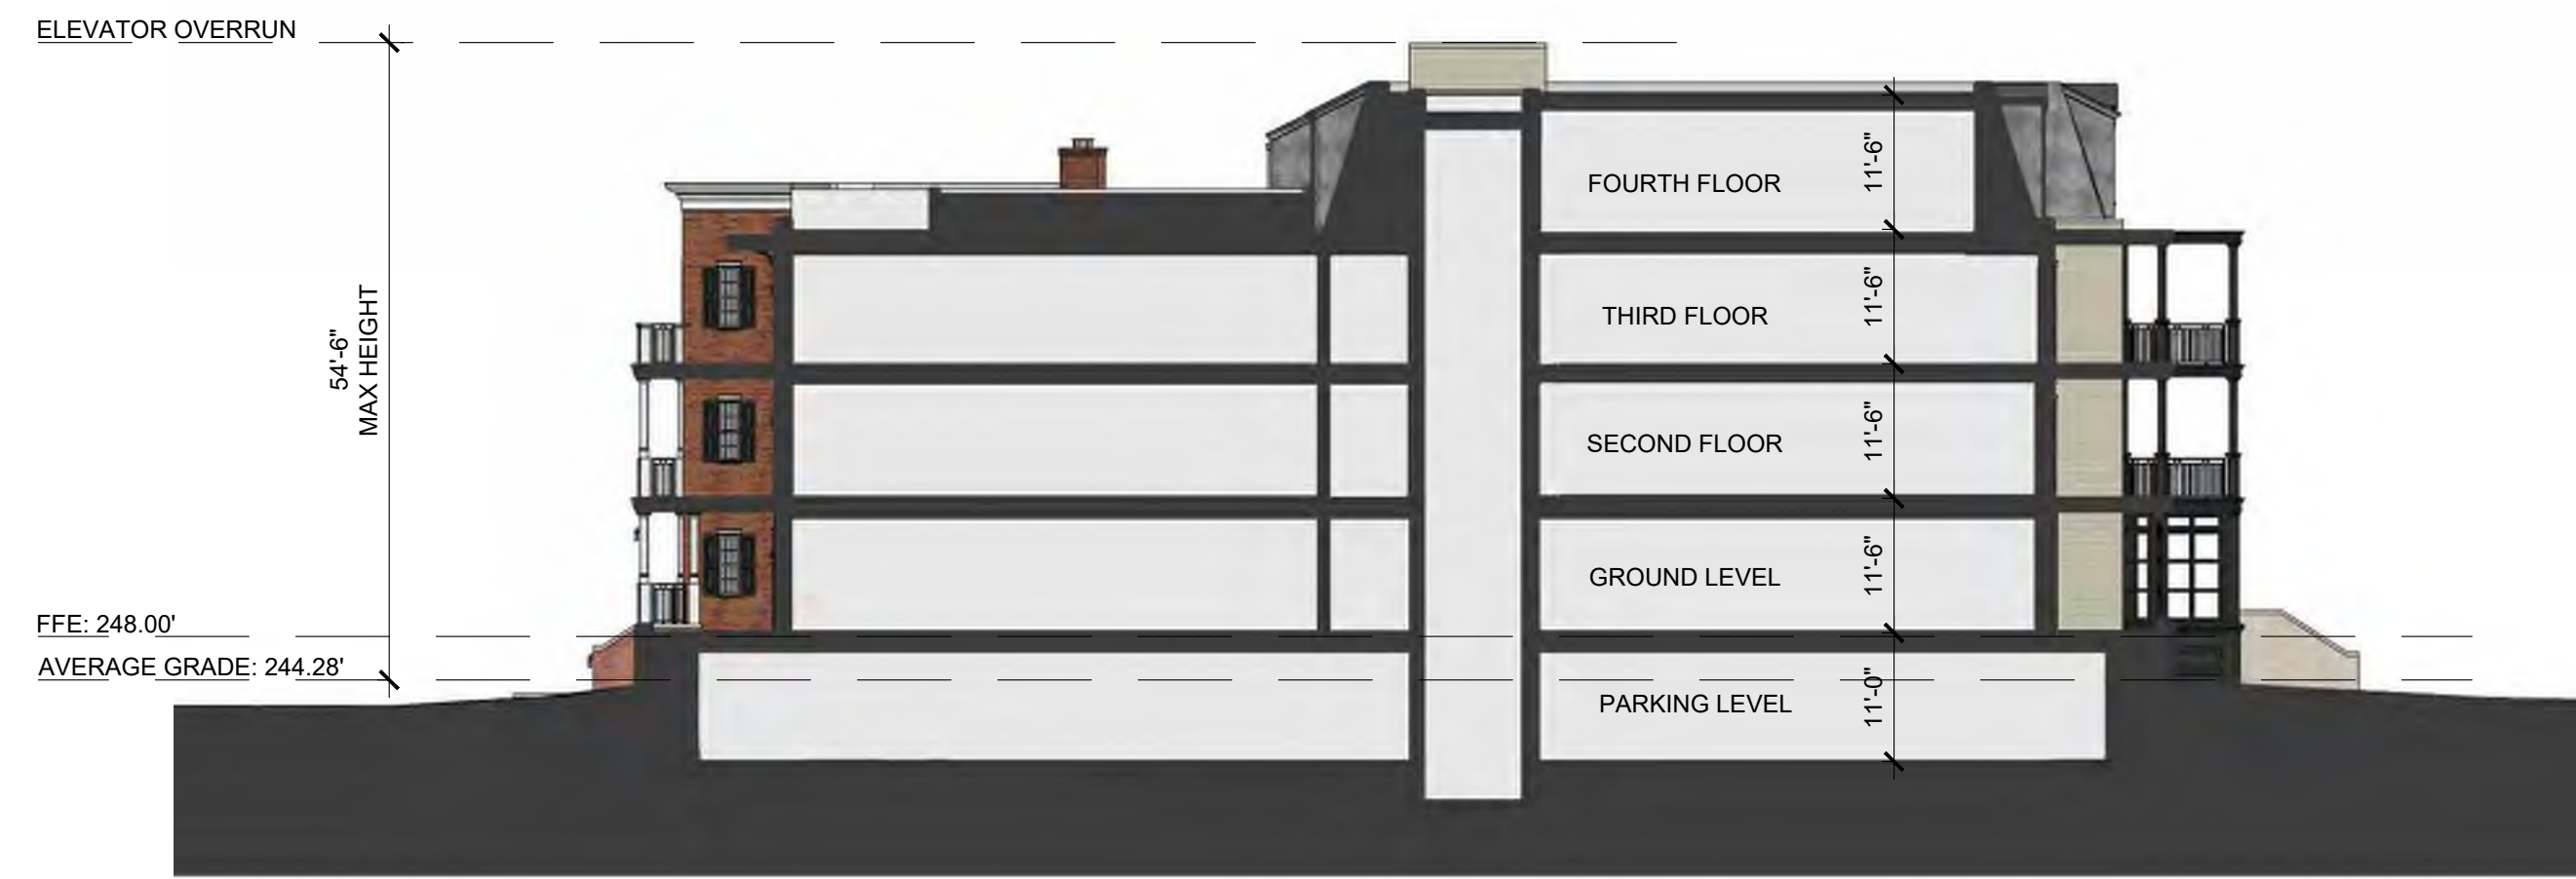 ELEVATOR OVERRUN
54'-6"
MAX HEIGHT
FOURTH FLOOR
11'-6"
THIRD FLOOR
11'-6"
SECOND FLOOR
11'-6"
GROUND LEVEL
11'-6"
FFE: 248.00'
AVERAGE GRADE: 244.28'
PARKING LEVEL
11'-0"